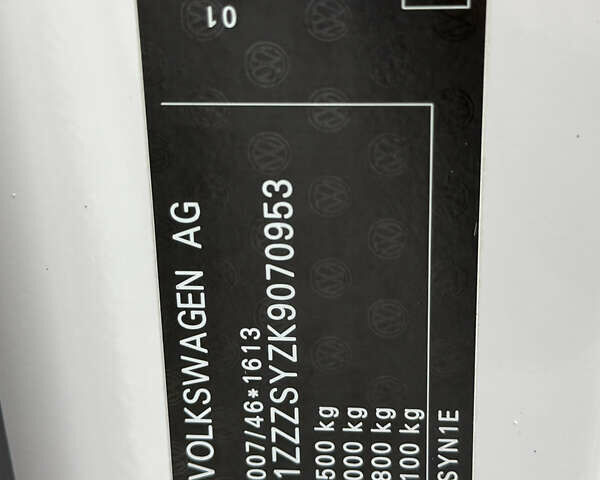 01
VOLKSWAGEN AG
007/46*1613
1ZZZSYZK9070953
500 kg
000 kg
800 kg
100 kg
SYN1E